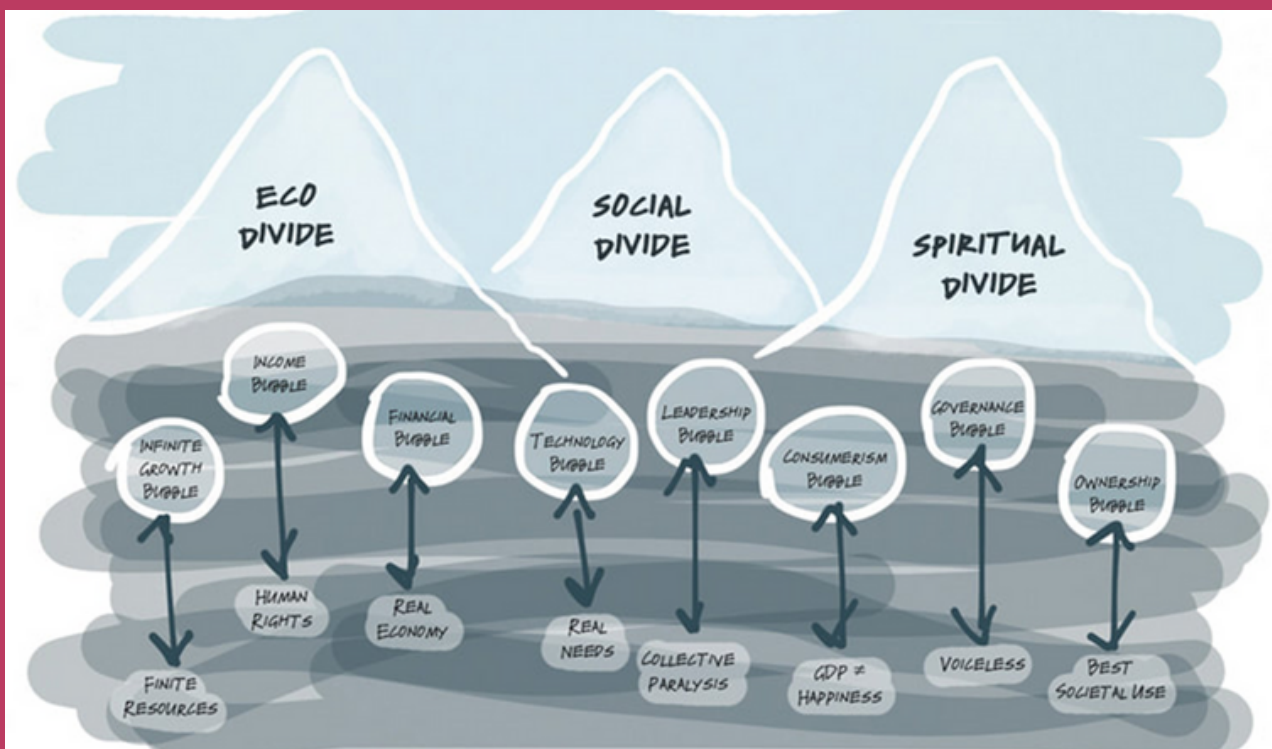 ECO
DIVIDE
SOCIAL
DIVIDE
SPIRITUAL
DIVIDE
INFINITE
GROWTH
BUBBLE
INCOME
BUBBLE
FINANCIAL
BUBBLE
TECHNOLOGY
BUBBLE
LEADERSHIP
BUBBLE
CONSUMERISM
BUBBLE
GOVERNANCE
BUBBLE
OWNERSHIP
BUBBLE
FINITE
RESOURCES
HUMAN
RIGHTS
REAL
ECONOMY
REAL
NEEDS
COLLECTIVE
PARALYSIS
GDP ≠
HAPPINESS
VOICELESS
BEST
SOCIETAL USE